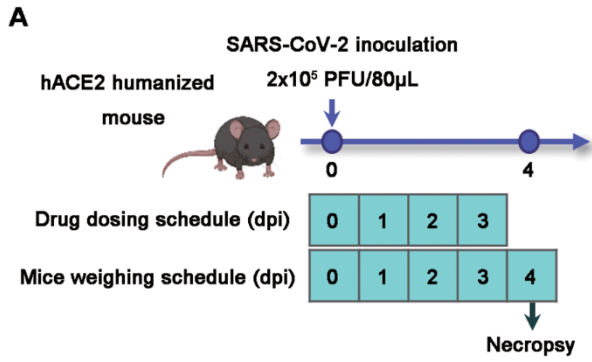 A
SARS-CoV-2 inoculation
2x10⁵ PFU/80μL
hACE2 humanized
mouse
0 4
Drug dosing schedule (dpi) 0 1 2 3
Mice weighing schedule (dpi) 0 1 2 3 4
Necropsy